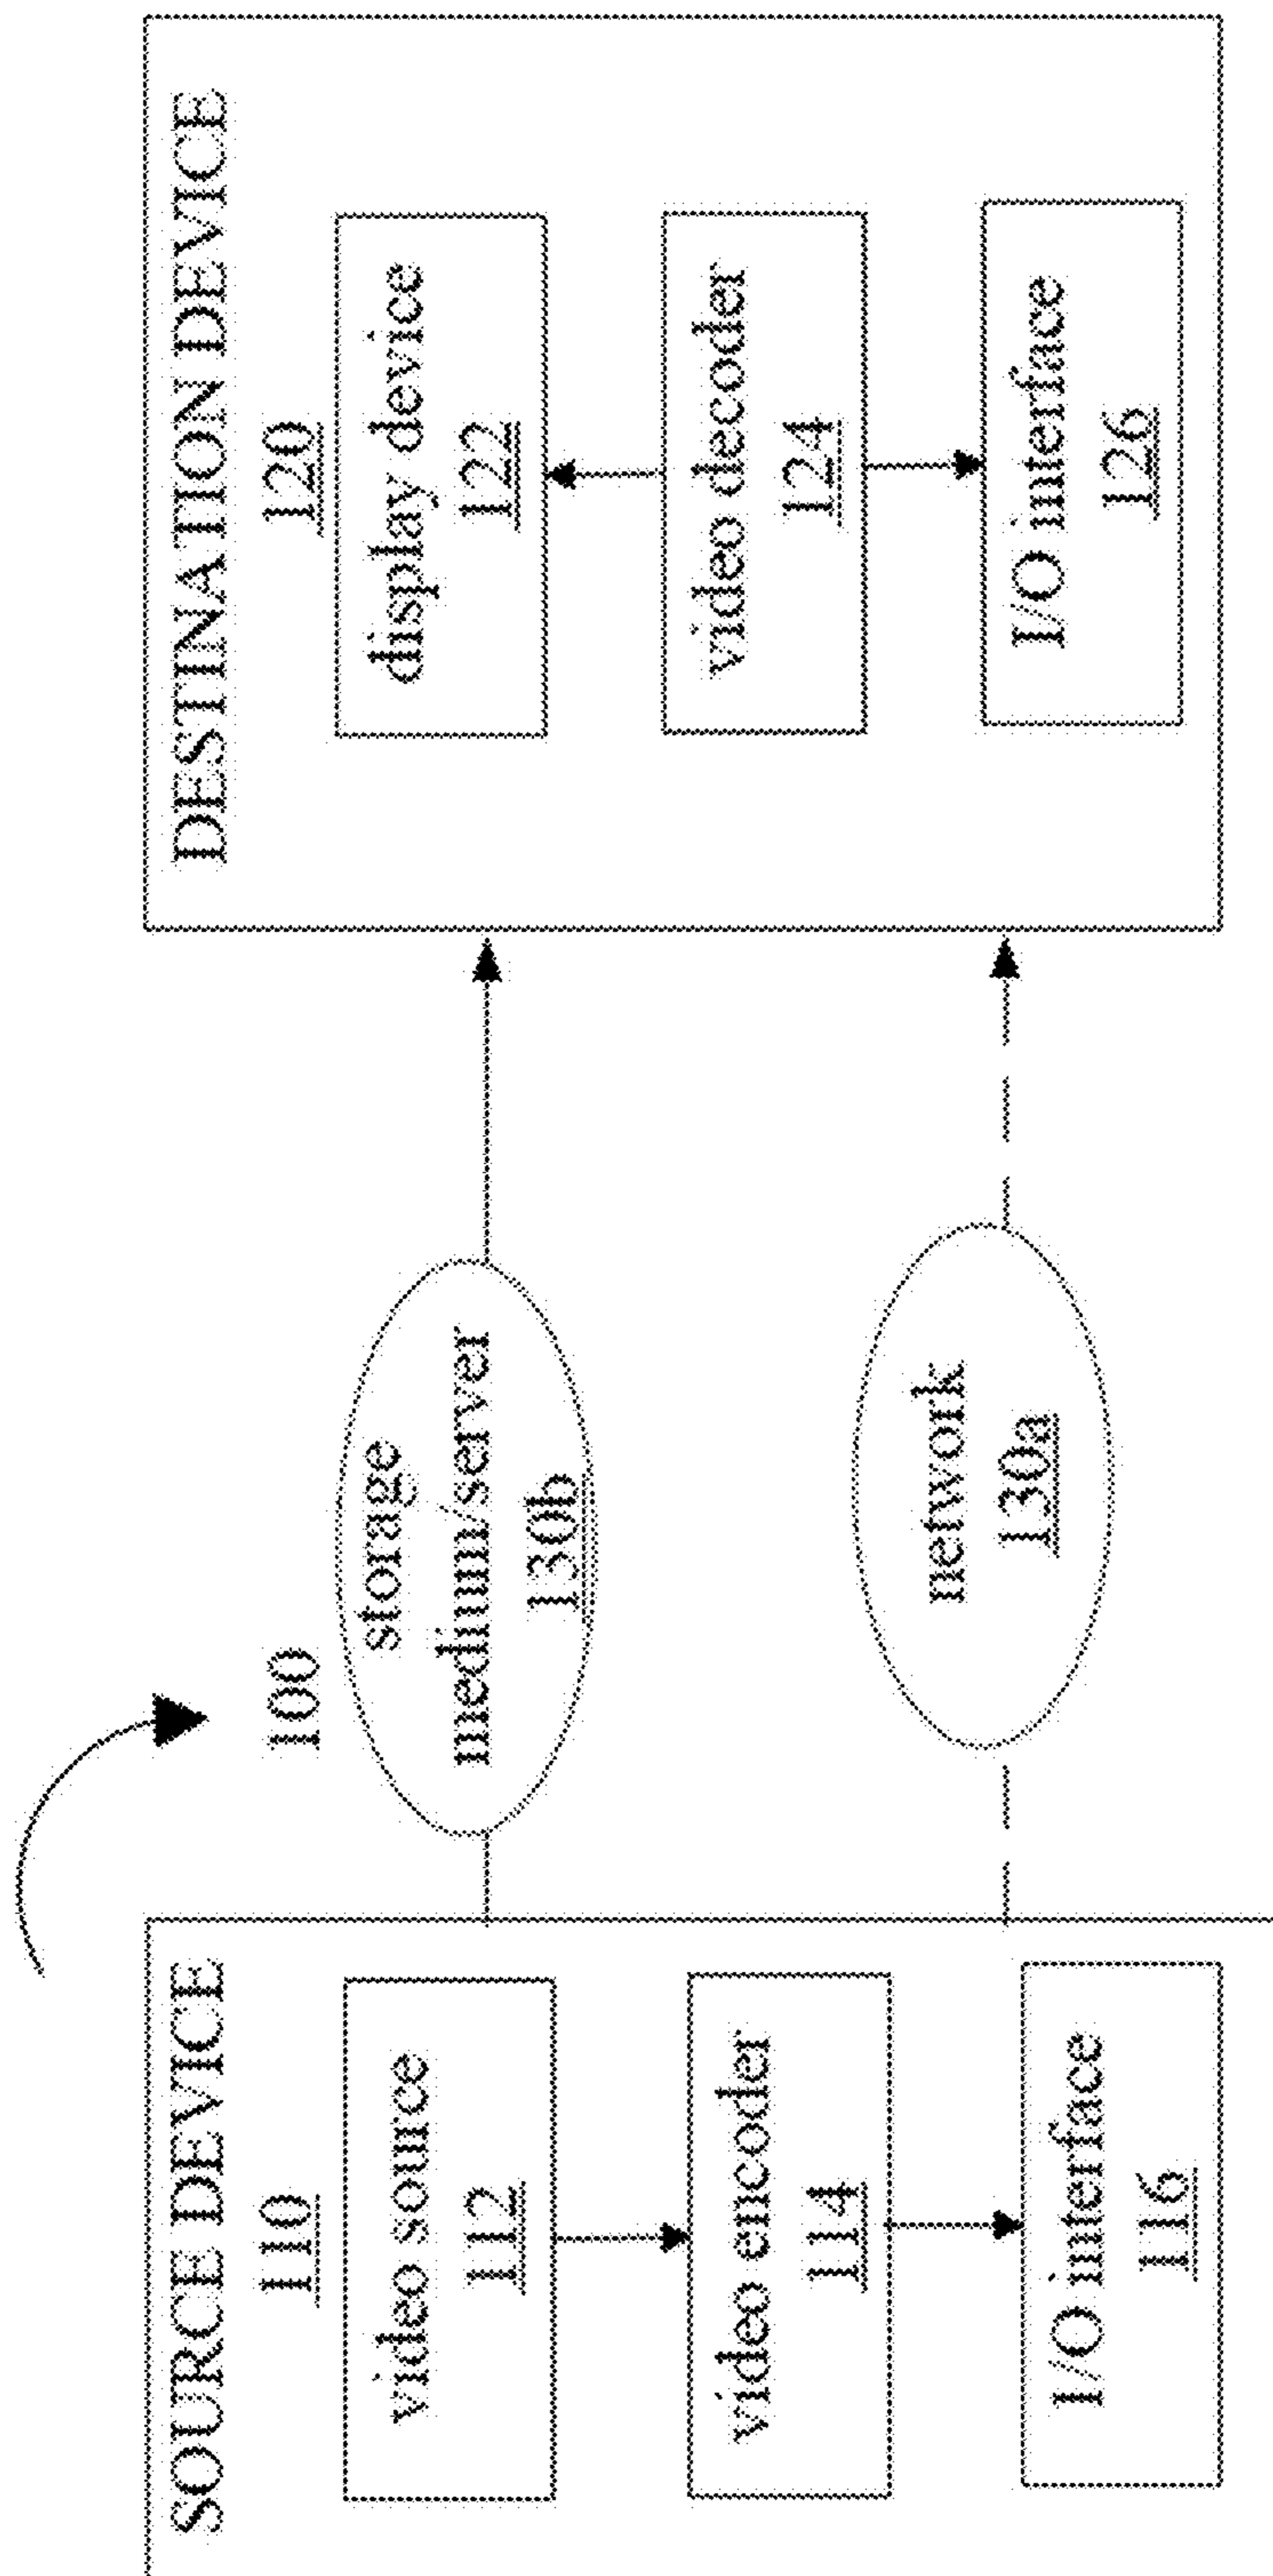 100
SOURCE DEVICE
110
video source
112
video encoder
114
I/O interface
116
storage
medium/server
130b
network
130a
DESTINATION DEVICE
120
display device
122
video decoder
124
I/O interface
126